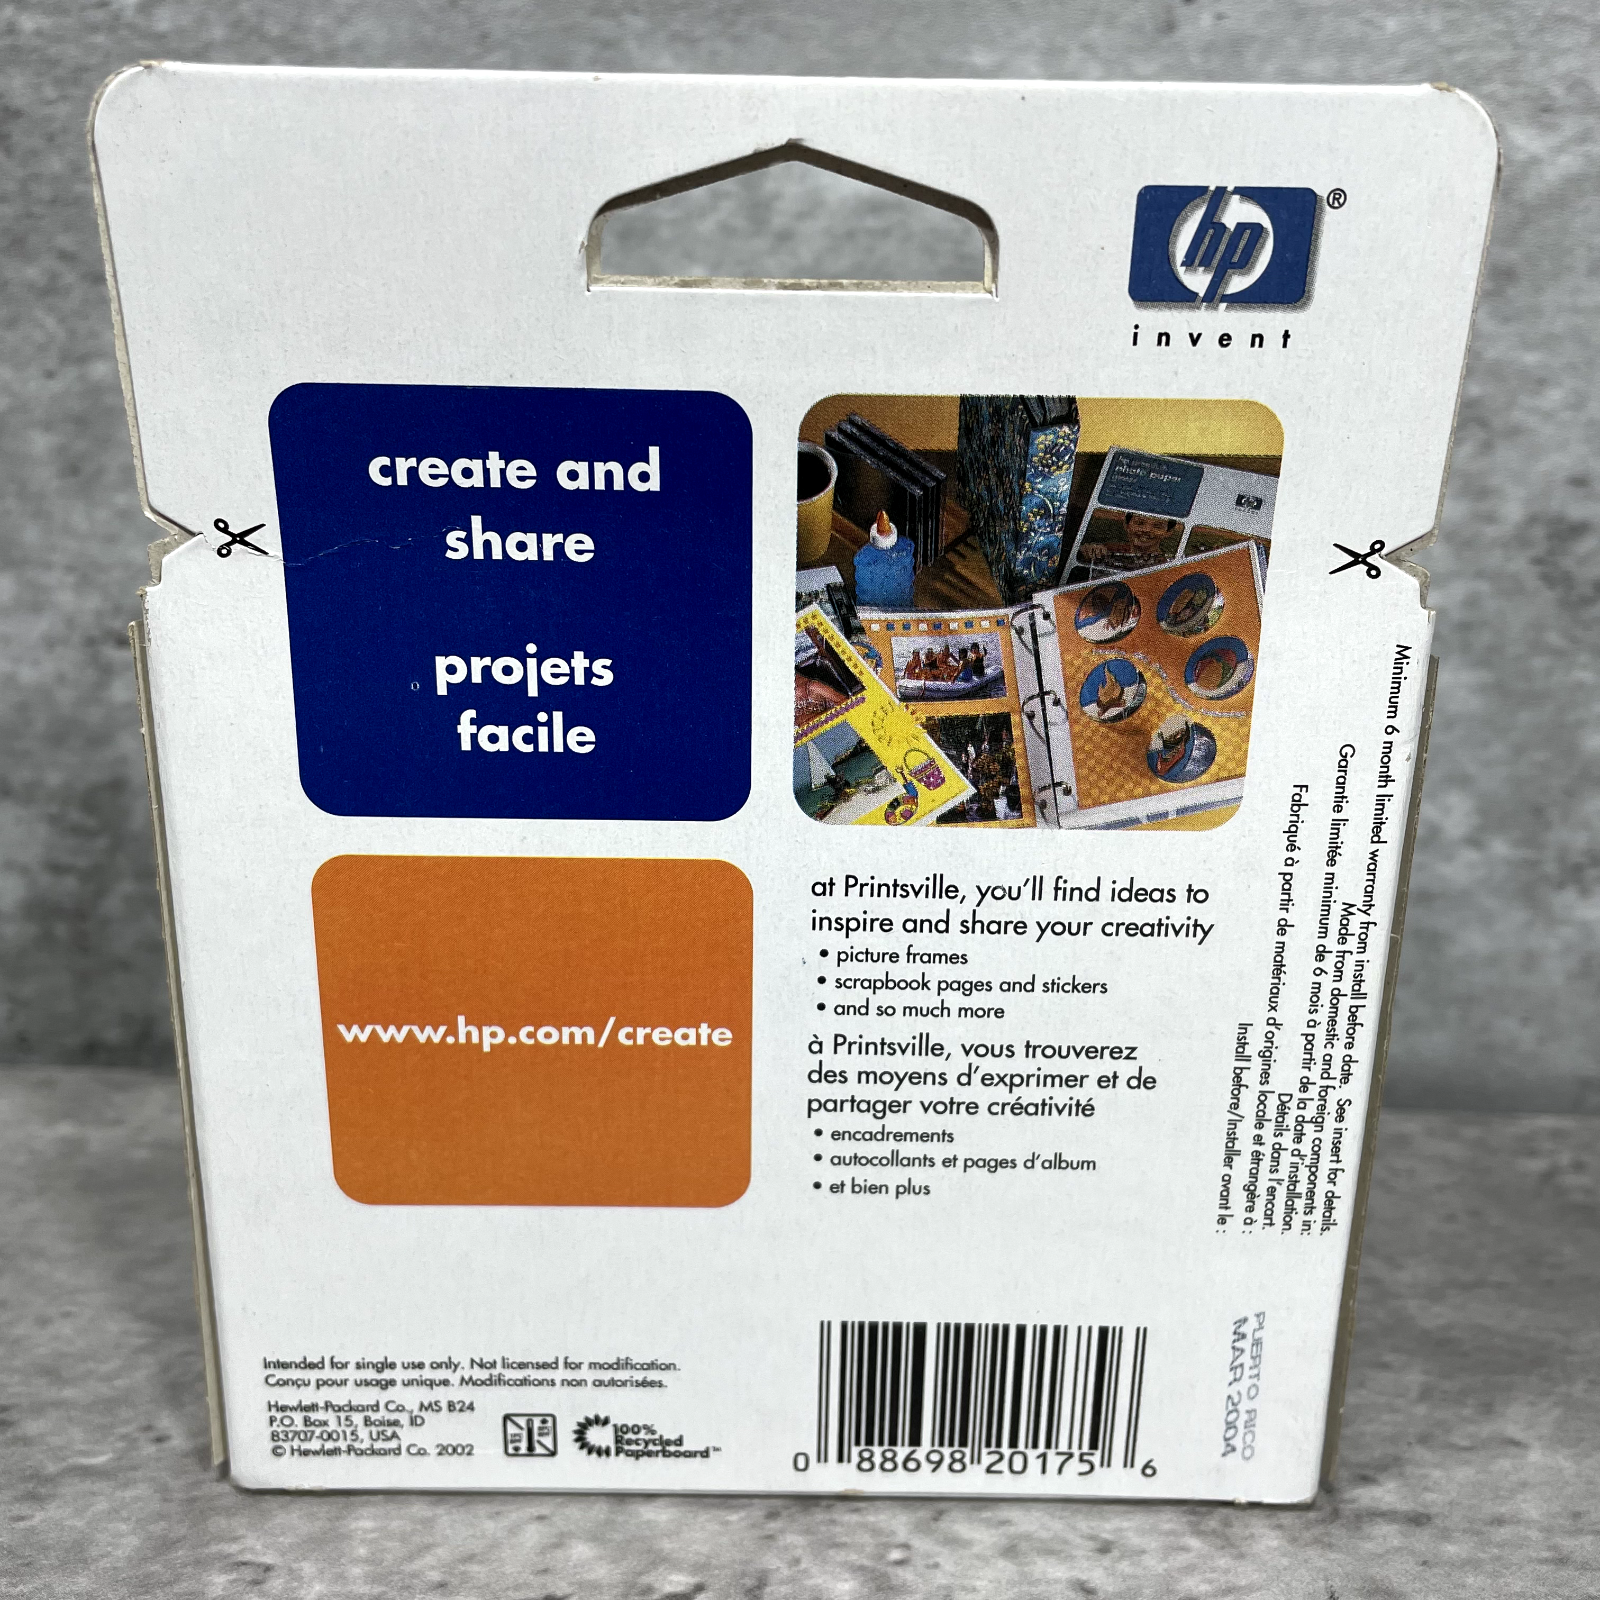 hp
®
invent
create and
share
projets
facile
photo paper
hp
www.hp.com/create
at Printsville, you'll find ideas to
inspire and share your creativity
• picture frames
• scrapbook pages and stickers
• and so much more
à Printsville, vous trouverez
des moyens d'exprimer et de
partager votre créativité
• encadrements
• autocollants et pages d'album
• et bien plus
Minimum 6 month limited warranty from install before date. See insert for details.
Made from domestic and foreign components in:
Garantie limitée minimum de 6 mois à partir de la date d'installation.
Détails dans l'encart.
Fabriqué à partir de matériaux d'origines locale et étrangère à :
Install before/Installer avant le :
PUERTO RICO
MAR 2004
Intended for single use only. Not licensed for modification.
Conçu pour usage unique. Modifications non autorisées.
Hewlett-Packard Co., MS B24
P.O. Box 15, Boise, ID
83707-0015, USA
© Hewlett-Packard Co. 2002
100%
Recycled
Paperboard™
0 88698 20175 6